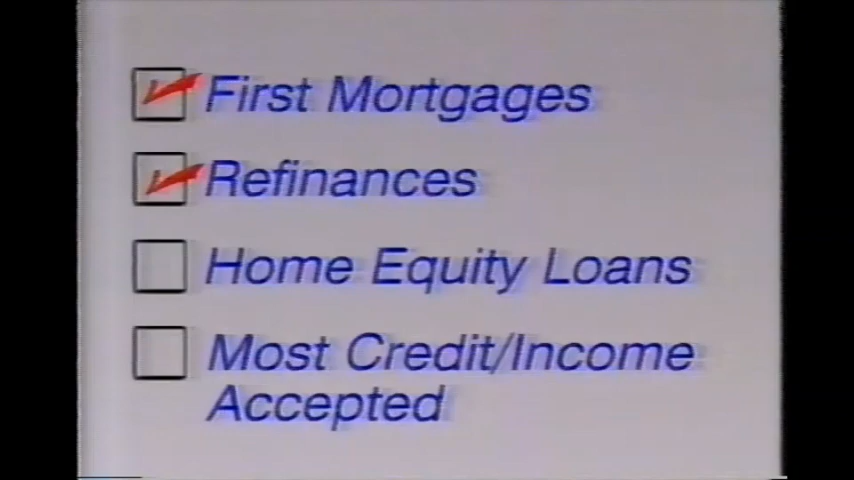 First Mortgages
Refinances
Home Equity Loans
Most Credit/Income
Accepted